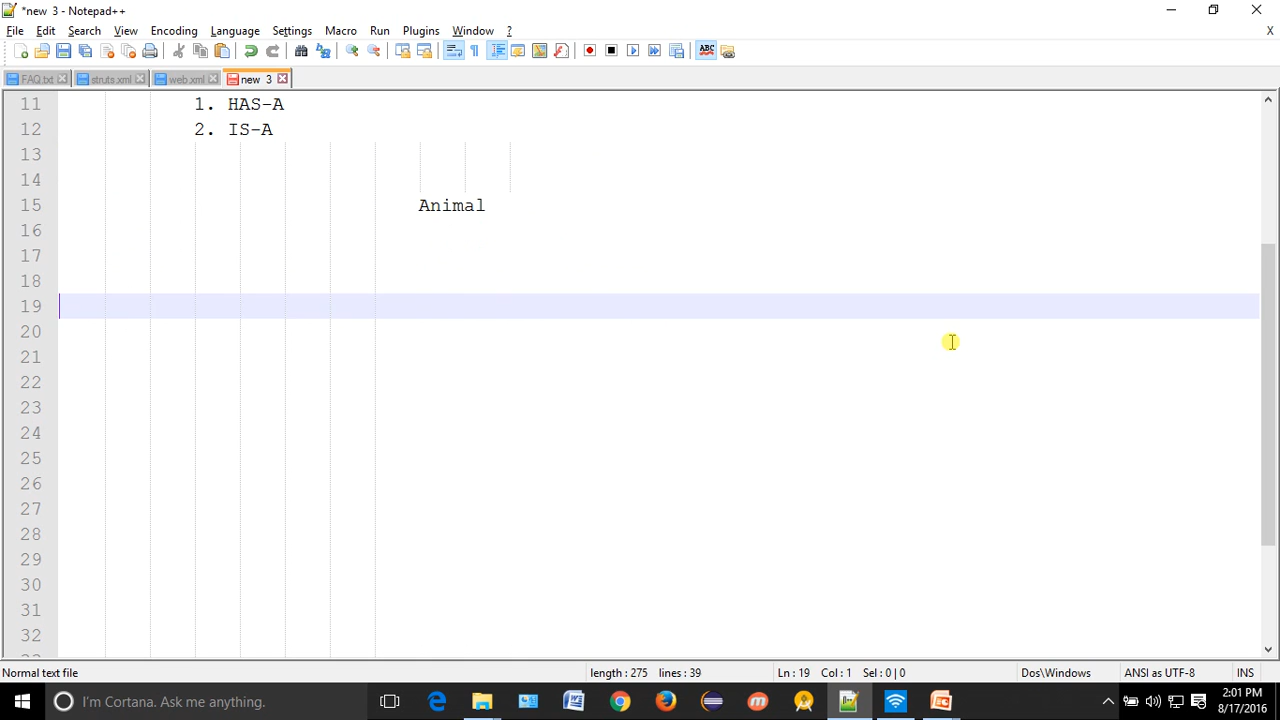 *new  3 - Notepad++
File Edit Search View Encoding Language Settings Macro Run Plugins Window ? X
ABC
FAQ.txt struts.xml web.xml new  3
11 1. HAS-A
12 2. IS-A
13
14
15 Animal
16
17
18
19
20
21
22
23
24
25
26
27
28
29
30
31
32
Normal text file length : 275 lines : 39 Ln : 19 Col : 1 Sel : 0 | 0 Dos\Windows ANSI as UTF-8 INS
I'm Cortana. Ask me anything. 2:01 PM
8/17/2016